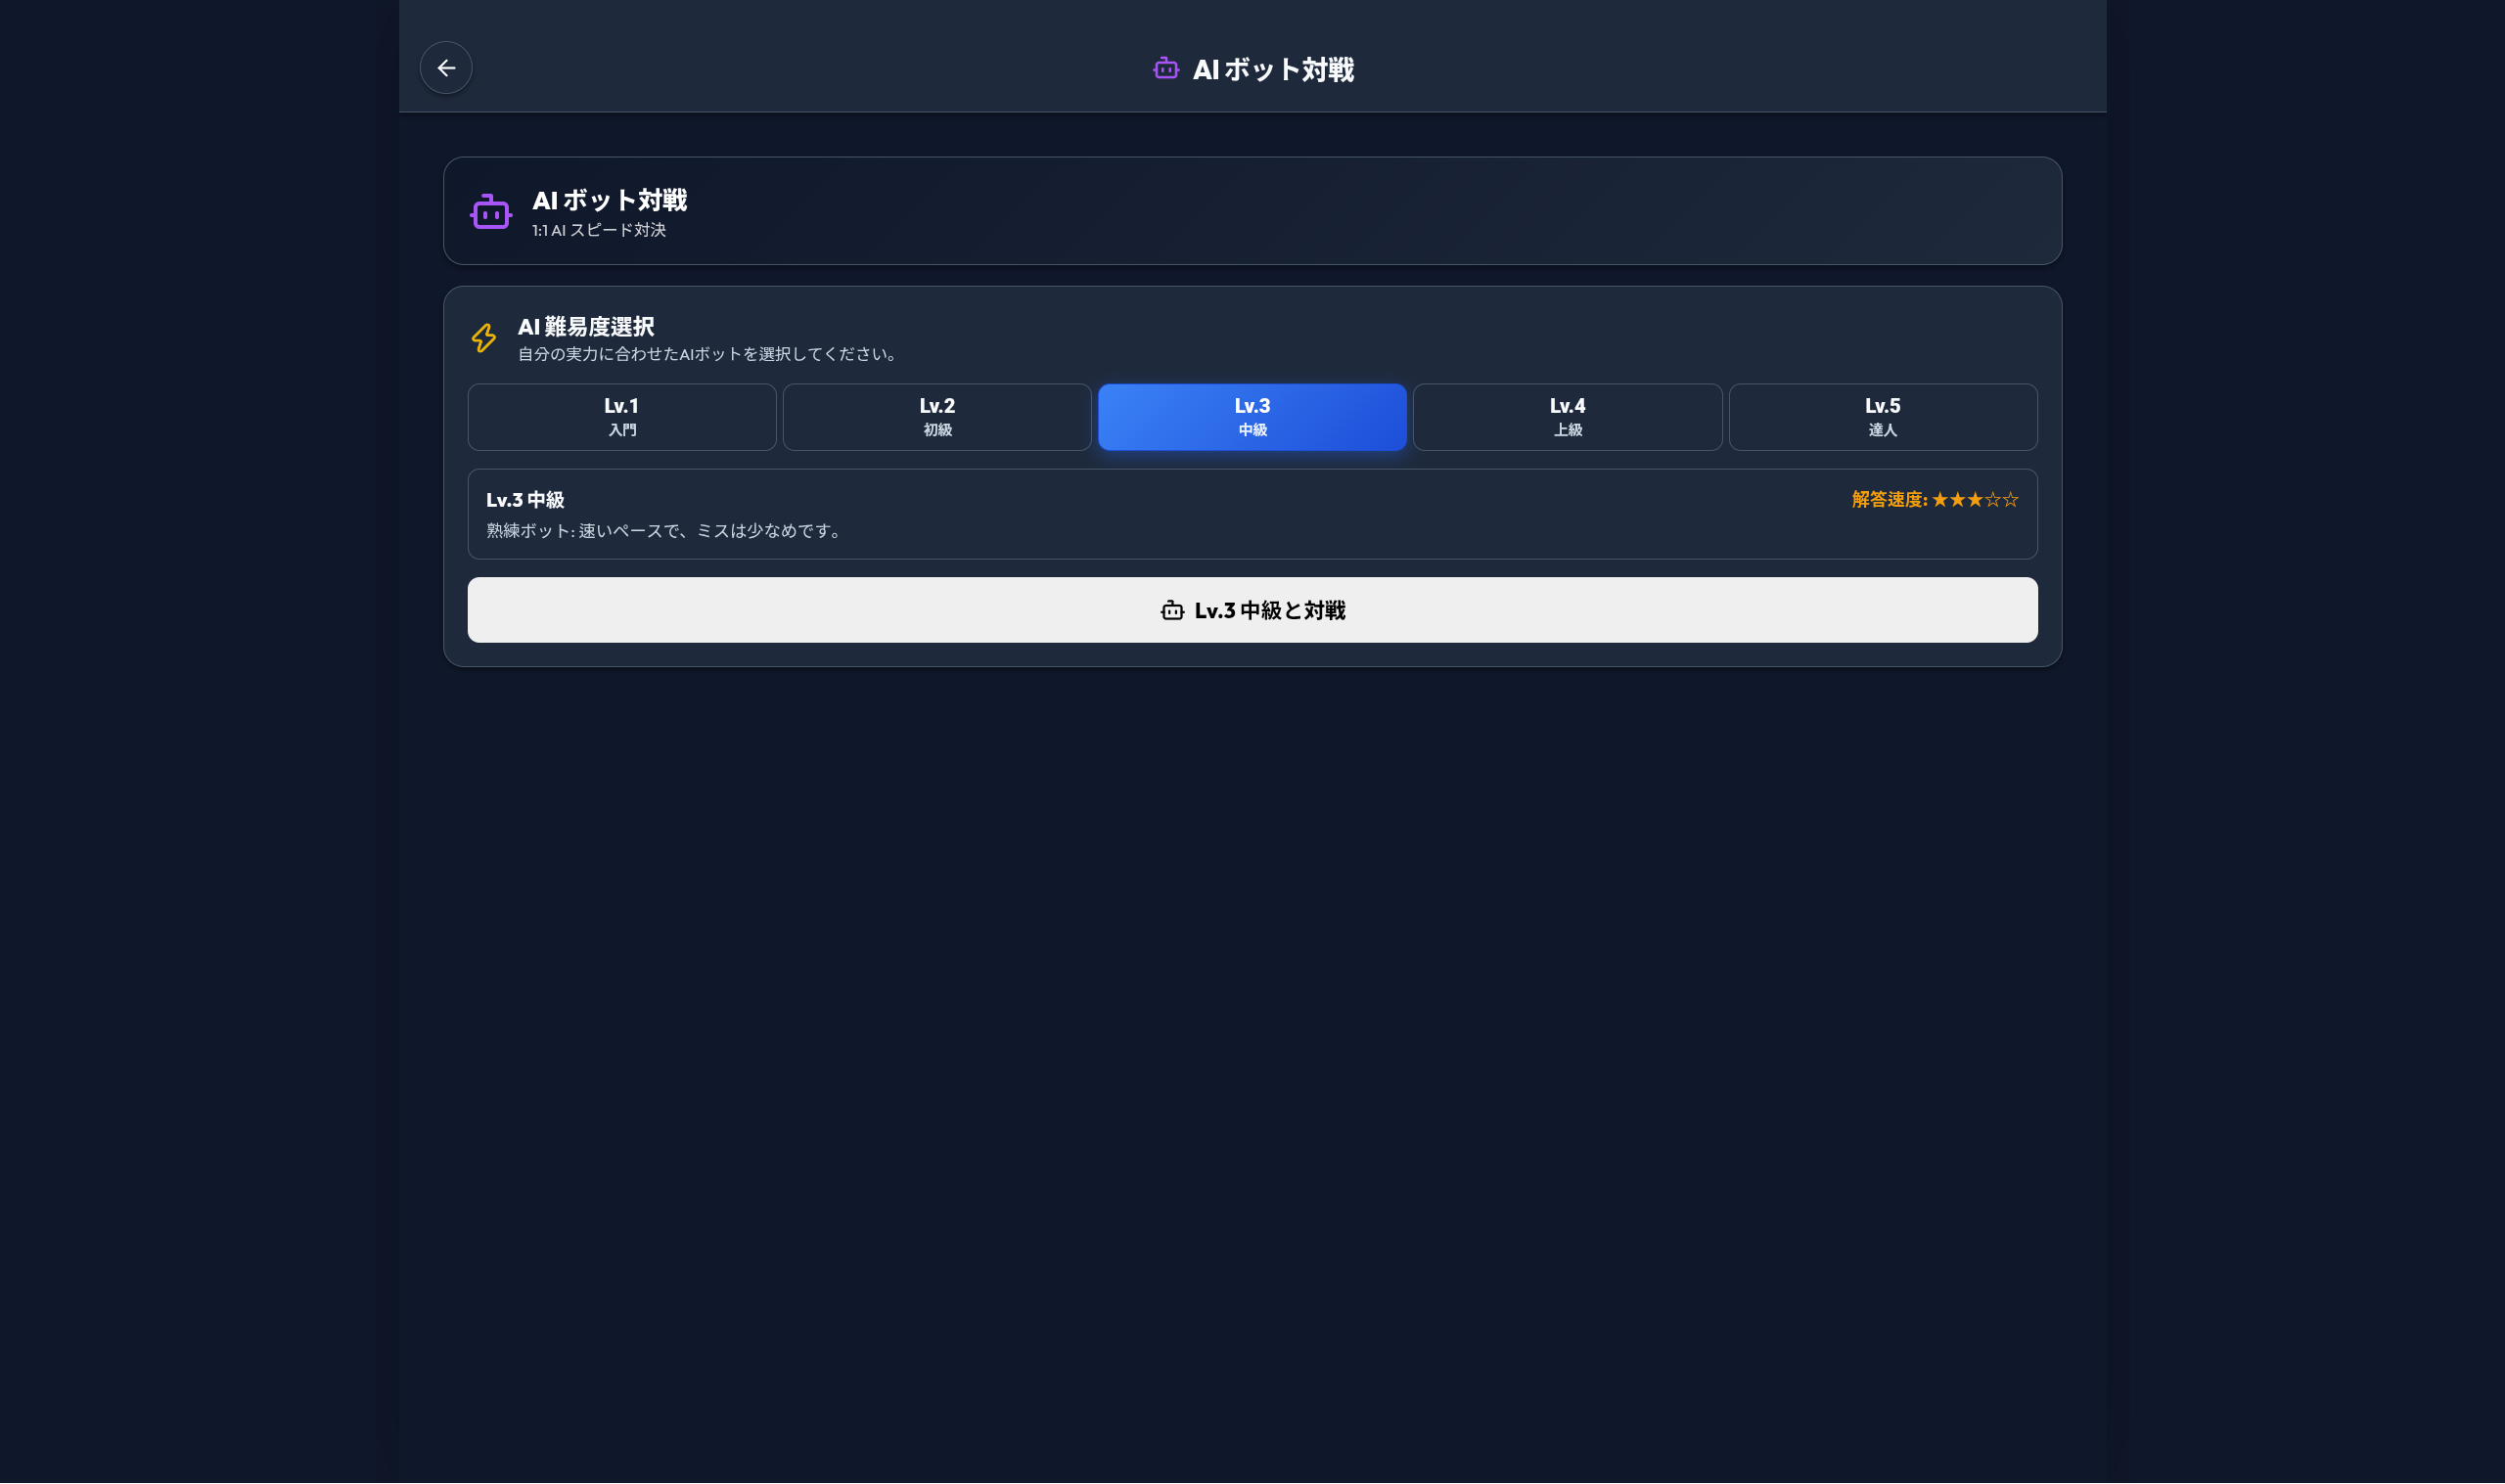 AI ボット対戦
AI ボット対戦
1:1 AI スピード対決
AI 難易度選択
自分の実力に合わせたAIボットを選択してください。
Lv.1
入門
Lv.2
初級
Lv.3
中級
Lv.4
上級
Lv.5
達人
Lv.3 中級
解答速度: ★★★☆☆
熟練ボット: 速いペースで、ミスは少なめです。
Lv.3 中級と対戦